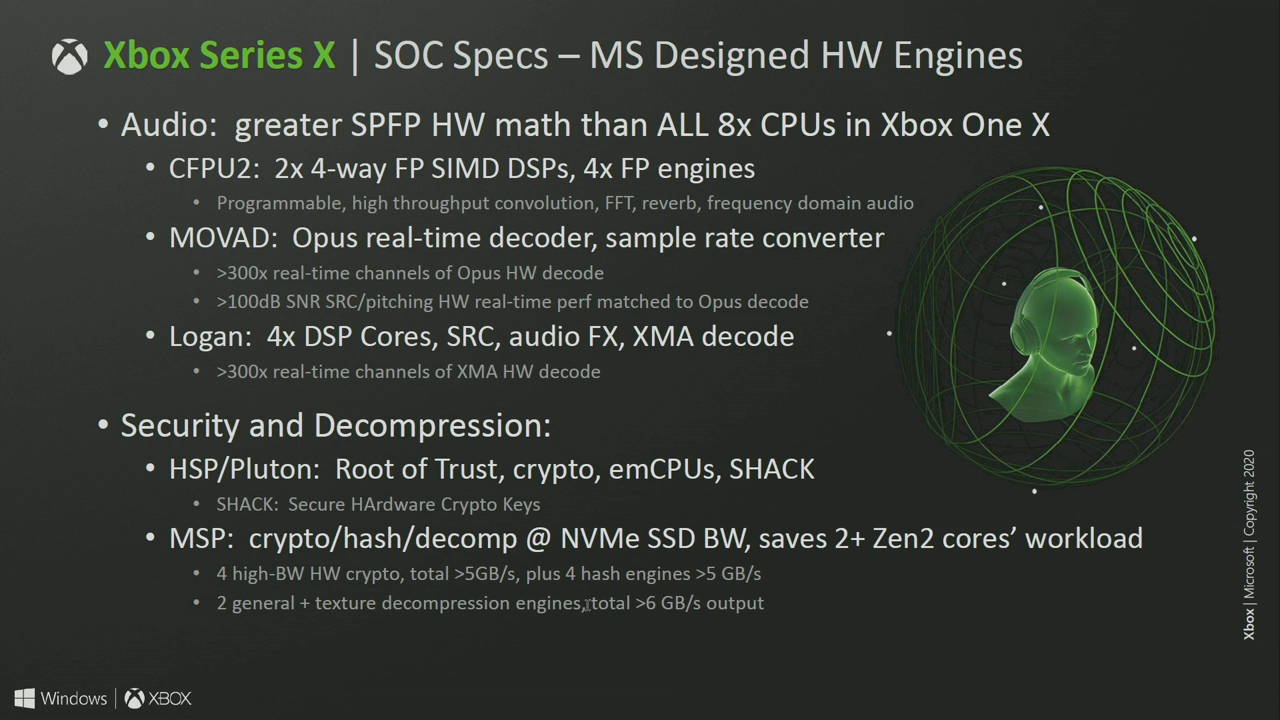 Xbox Series X | SOC Specs – MS Designed HW Engines
• Audio: greater SPFP HW math than ALL 8x CPUs in Xbox One X
• CFPU2: 2x 4-way FP SIMD DSPs, 4x FP engines
• Programmable, high throughput convolution, FFT, reverb, frequency domain audio
• MOVAD: Opus real-time decoder, sample rate converter
• >300x real-time channels of Opus HW decode
• >100dB SNR SRC/pitching HW real-time perf matched to Opus decode
• Logan: 4x DSP Cores, SRC, audio FX, XMA decode
• >300x real-time channels of XMA HW decode
• Security and Decompression:
• HSP/Pluton: Root of Trust, crypto, emCPUs, SHACK
• SHACK: Secure HArdware Crypto Keys
• MSP: crypto/hash/decomp @ NVMe SSD BW, saves 2+ Zen2 cores’ workload
• 4 high-BW HW crypto, total >5GB/s, plus 4 hash engines >5 GB/s
• 2 general + texture decompression engines, total >6 GB/s output
Xbox | Microsoft | Copyright 2020
Windows | XBOX